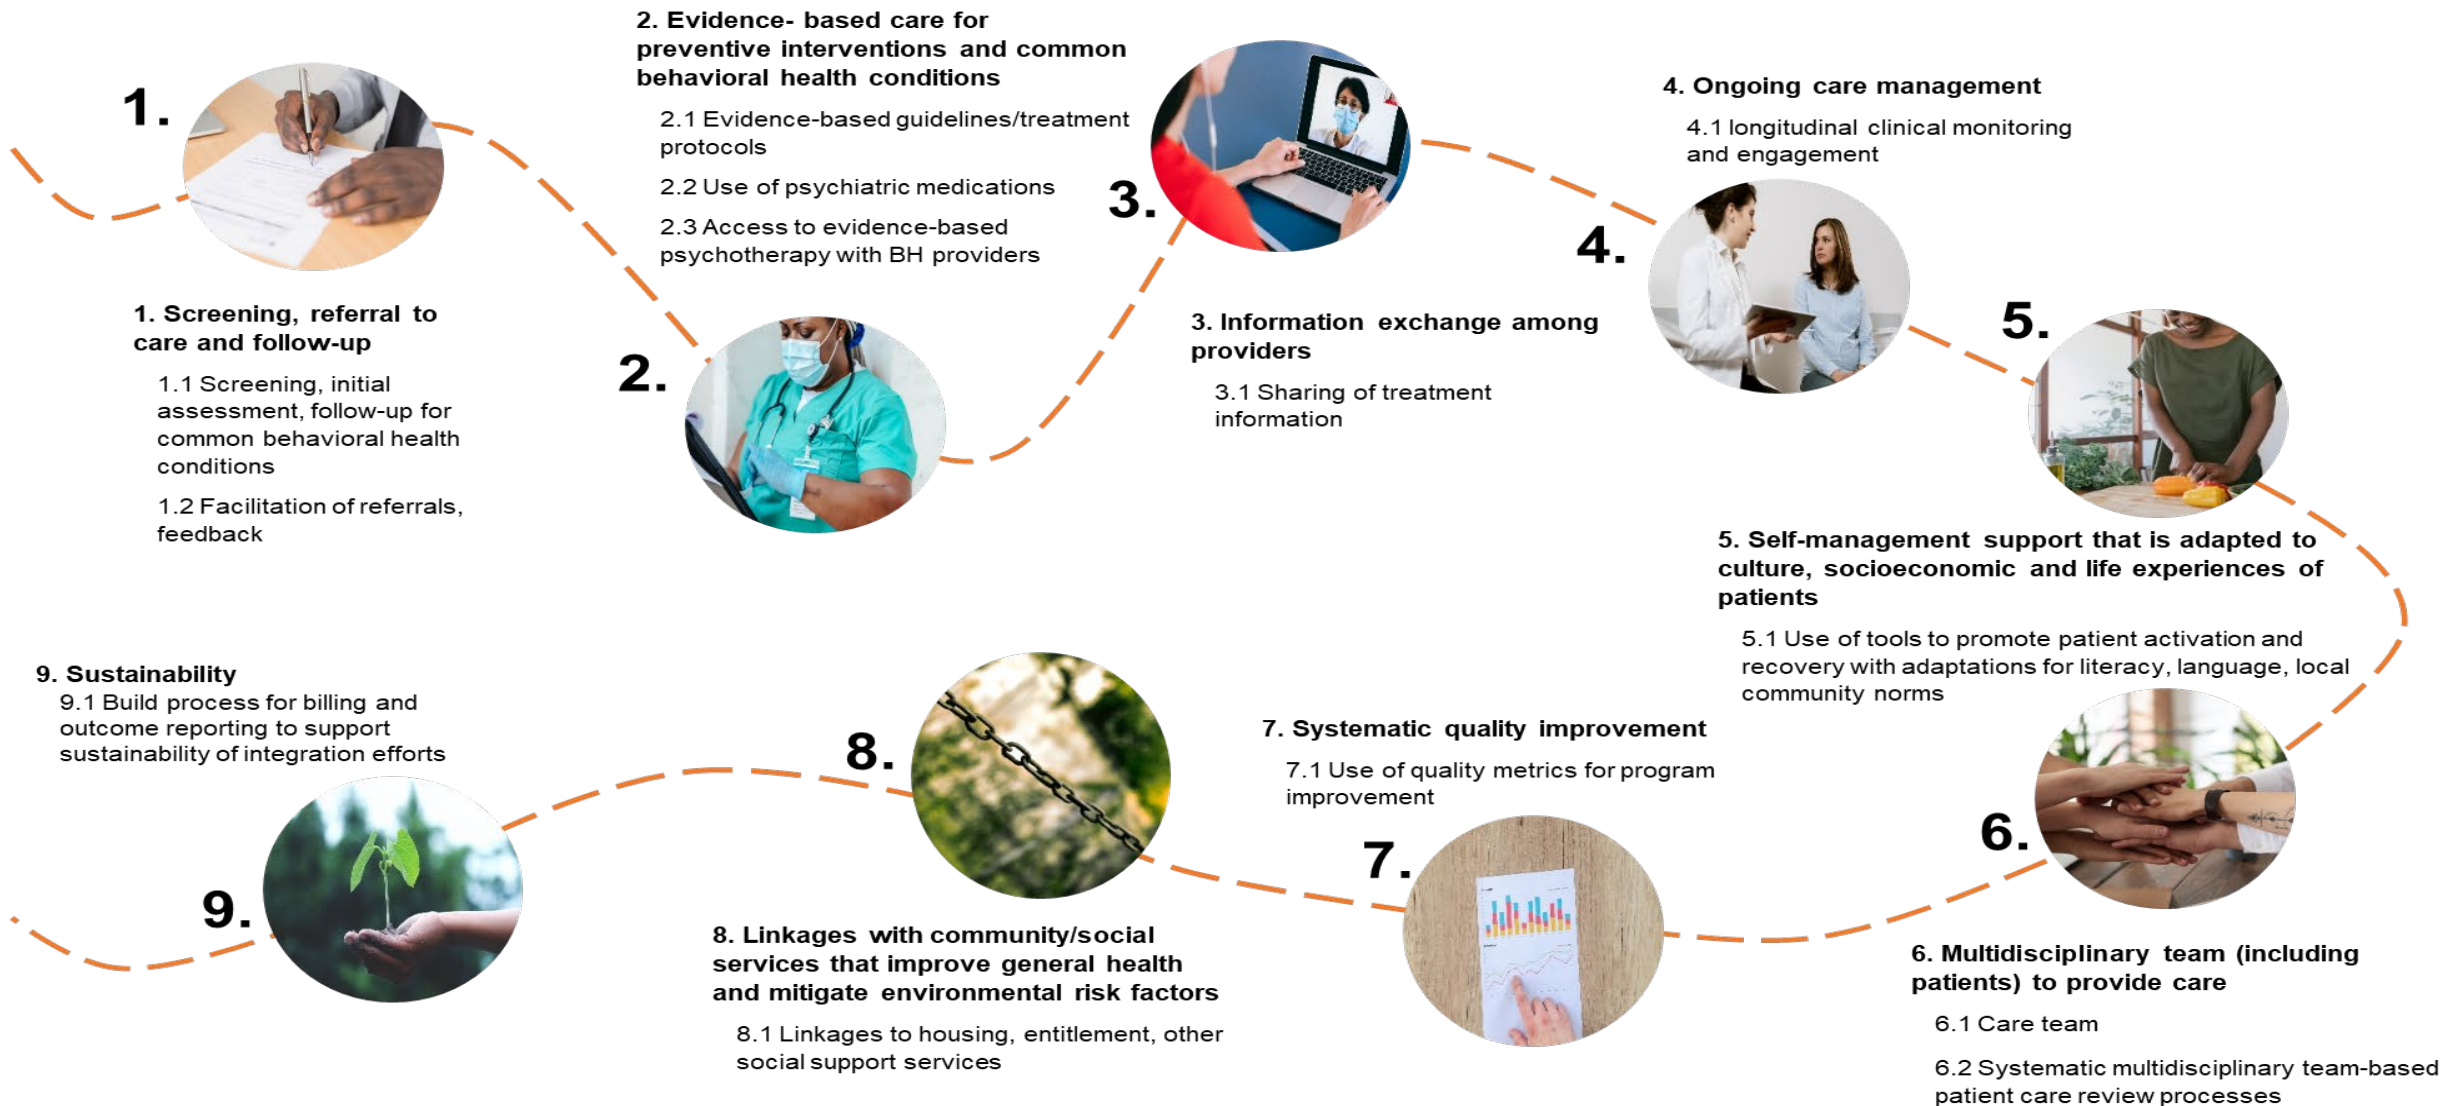 1.
1. Screening, referral to
care and follow-up
1.1 Screening, initial
assessment, follow-up for
common behavioral health
conditions
1.2 Facilitation of referrals,
feedback
2. Evidence- based care for
preventive interventions and common
behavioral health conditions
2.1 Evidence-based guidelines/treatment
protocols
2.2 Use of psychiatric medications
2.3 Access to evidence-based
psychotherapy with BH providers
2.
3.
3. Information exchange among
providers
3.1 Sharing of treatment
information
4. Ongoing care management
4.1 longitudinal clinical monitoring
and engagement
4.
5.
5. Self-management support that is adapted to
culture, socioeconomic and life experiences of
patients
5.1 Use of tools to promote patient activation and
recovery with adaptations for literacy, language, local
community norms
6.
6. Multidisciplinary team (including
patients) to provide care
6.1 Care team
6.2 Systematic multidisciplinary team-based
patient care review processes
7. Systematic quality improvement
7.1 Use of quality metrics for program
improvement
7.
8.
8. Linkages with community/social
services that improve general health
and mitigate environmental risk factors
8.1 Linkages to housing, entitlement, other
social support services
9. Sustainability
9.1 Build process for billing and
outcome reporting to support
sustainability of integration efforts
9.